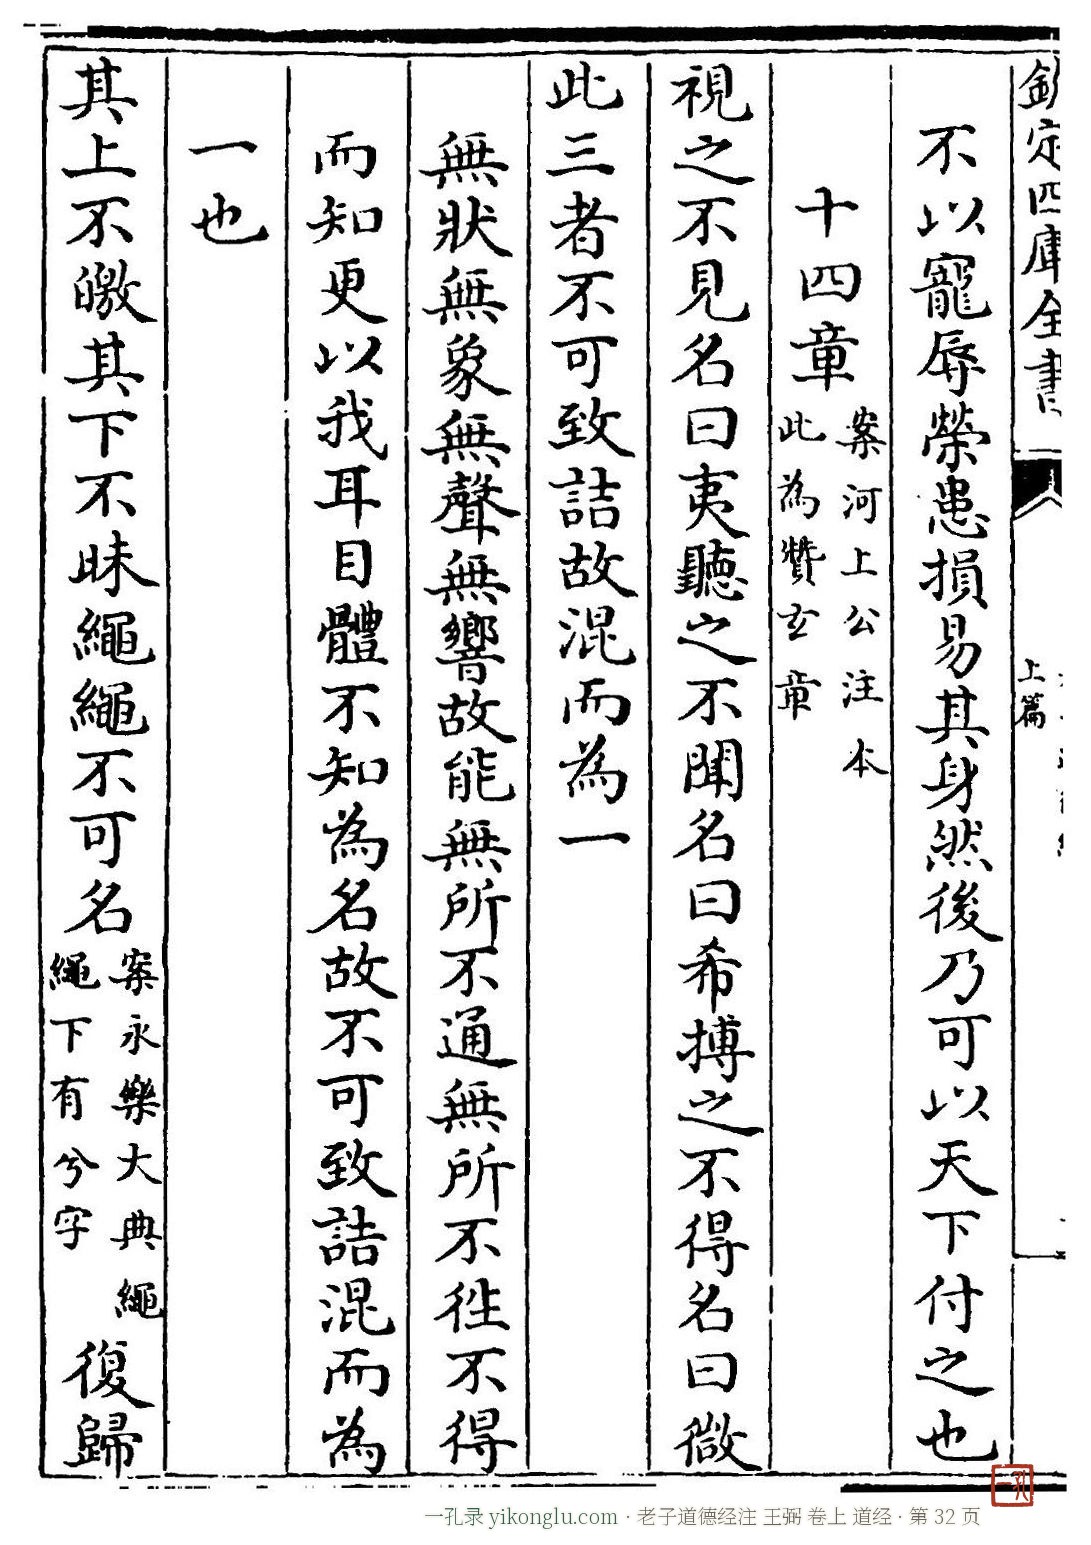 欽定四庫全書
上篇
不以寵辱榮患損易其身然後乃可以天下付之也
十四章案河上公注本此為贊玄章
視之不見名曰夷聽之不聞名曰希搏之不得名曰微
此三者不可致詰故混而為一
無狀無象無聲無響故能無所不通無所不徃不得
而知更以我耳目體不知為名故不可致詰混而為
一也
其上不皦其下不昧繩繩不可名案永樂大典繩繩下有兮字復歸
一孔录 yikonglu.com · 老子道德经注 王弼 卷上 道经 · 第 32 页
一孔